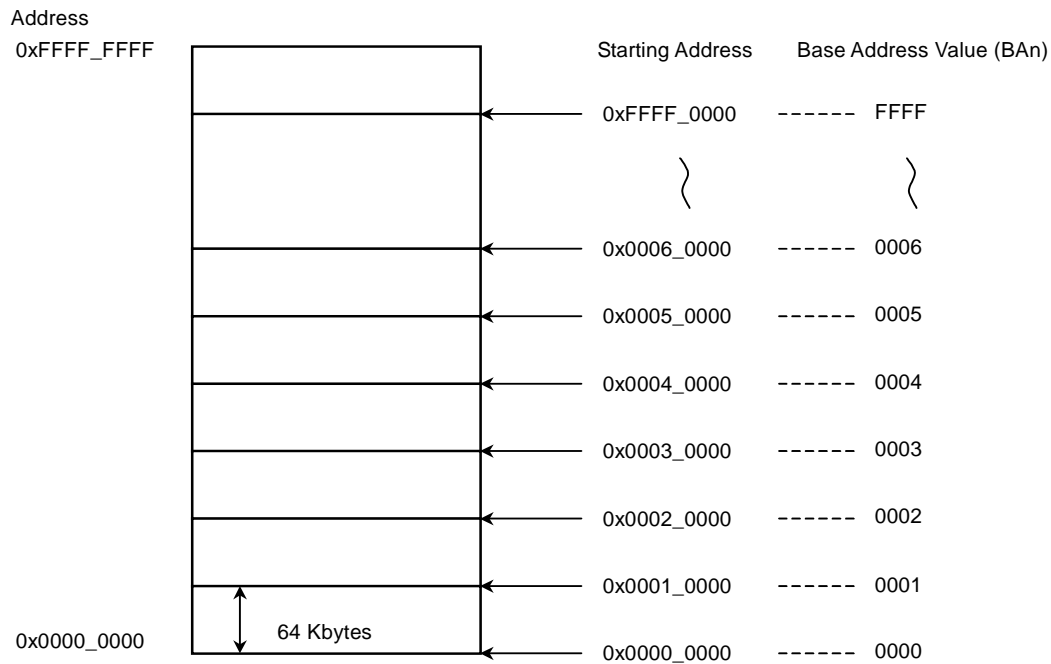 Address
0xFFFF_FFFF Starting Address Base Address Value (BAn)
0xFFFF_0000 ------ FFFF
0x0006_0000 ------ 0006
0x0005_0000 ------ 0005
0x0004_0000 ------ 0004
0x0003_0000 ------ 0003
0x0002_0000 ------ 0002
0x0001_0000 ------ 0001
64 Kbytes
0x0000_0000 0x0000_0000 ------ 0000